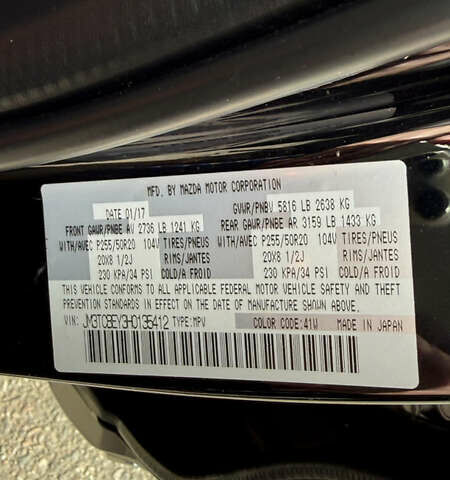 MFD. BY MAZDA MOTOR CORPORATION
DATE 01/17 GVWR/PNBV 5816 LB 2638 KG
FRONT GAWR/PNBE AV 2736 LB 1241 KG REAR GAWR/PNBE AR 3159 LB 1433 KG
WITH/AVEC P255/50R20 104V TIRES/PNEUS WITH/AVEC P255/50R20 104V TIRES/PNEUS
20X8 1/2J RIMS/JANTES 20X8 1/2J RIMS/JANTES
230 KPA/34 PSI COLD/A FROID 230 KPA/34 PSI COLD/A FROID
THIS VEHICLE CONFORMS TO ALL APPLICABLE FEDERAL MOTOR VEHICLE SAFETY AND THEFT
PREVENTION STANDARDS IN EFFECT ON THE DATE OF MANUFACTURE SHOWN ABOVE.
VIN: JM3TCBEY3H0135412 TYPE:MPV COLOR CODE:41W MADE IN JAPAN